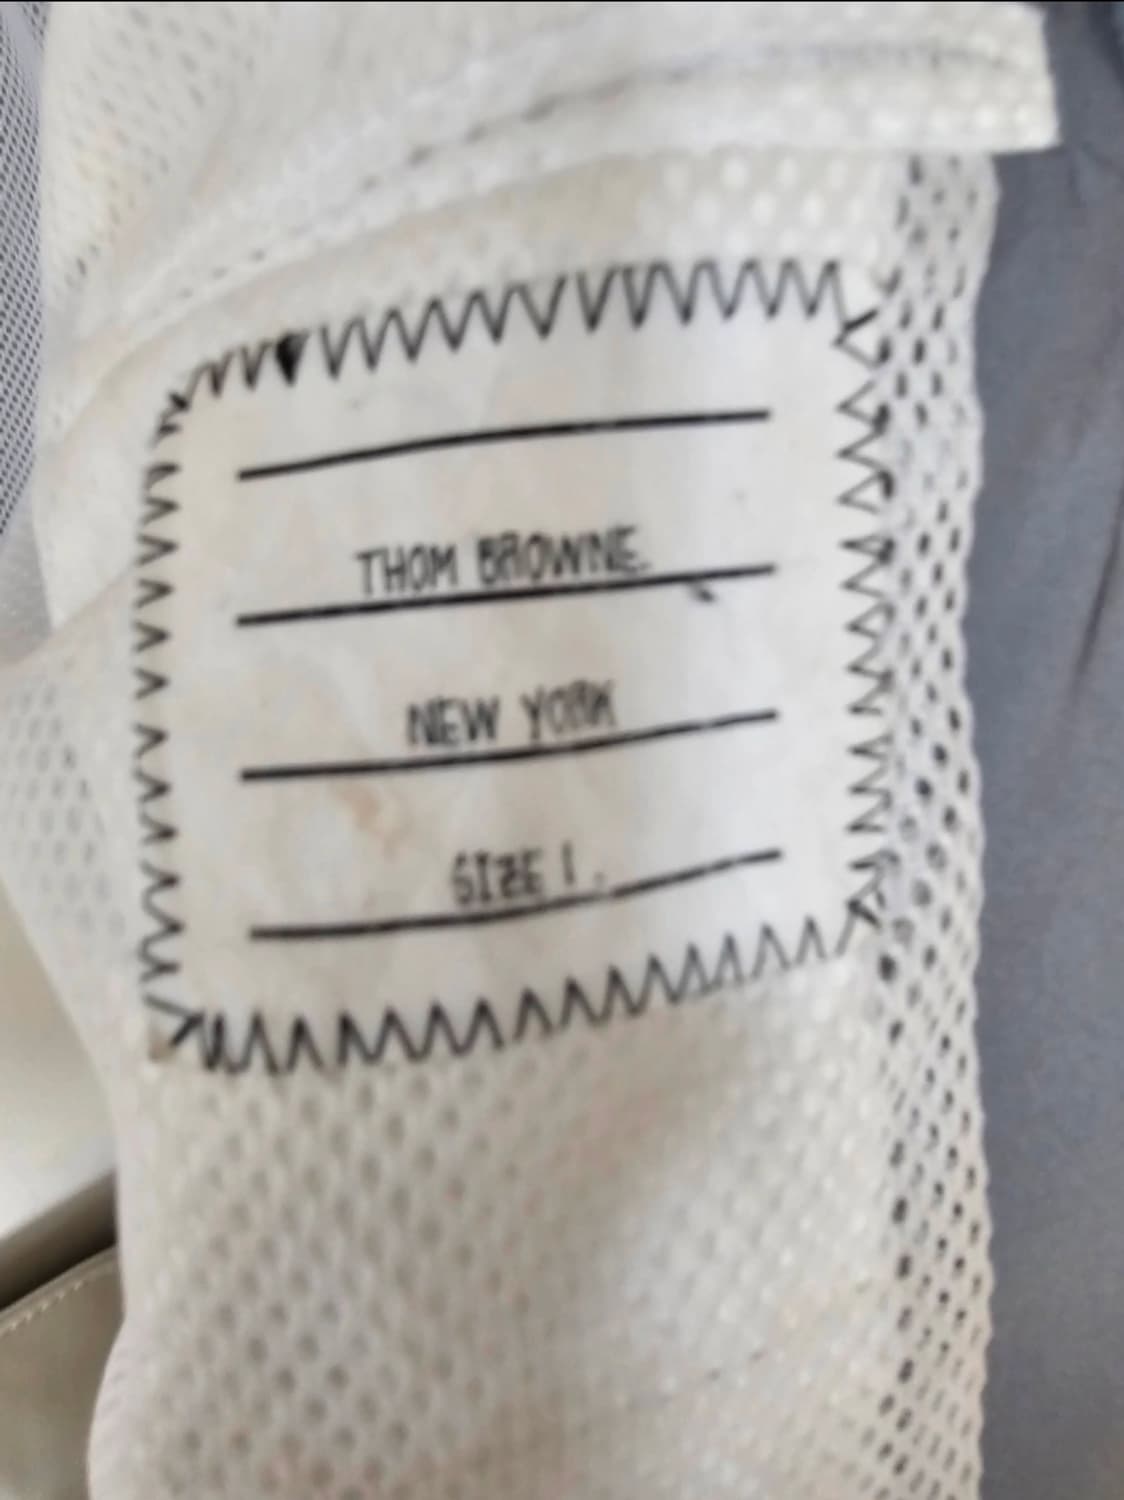 THOM BROWNE.
NEW YORK
SIZE 1.